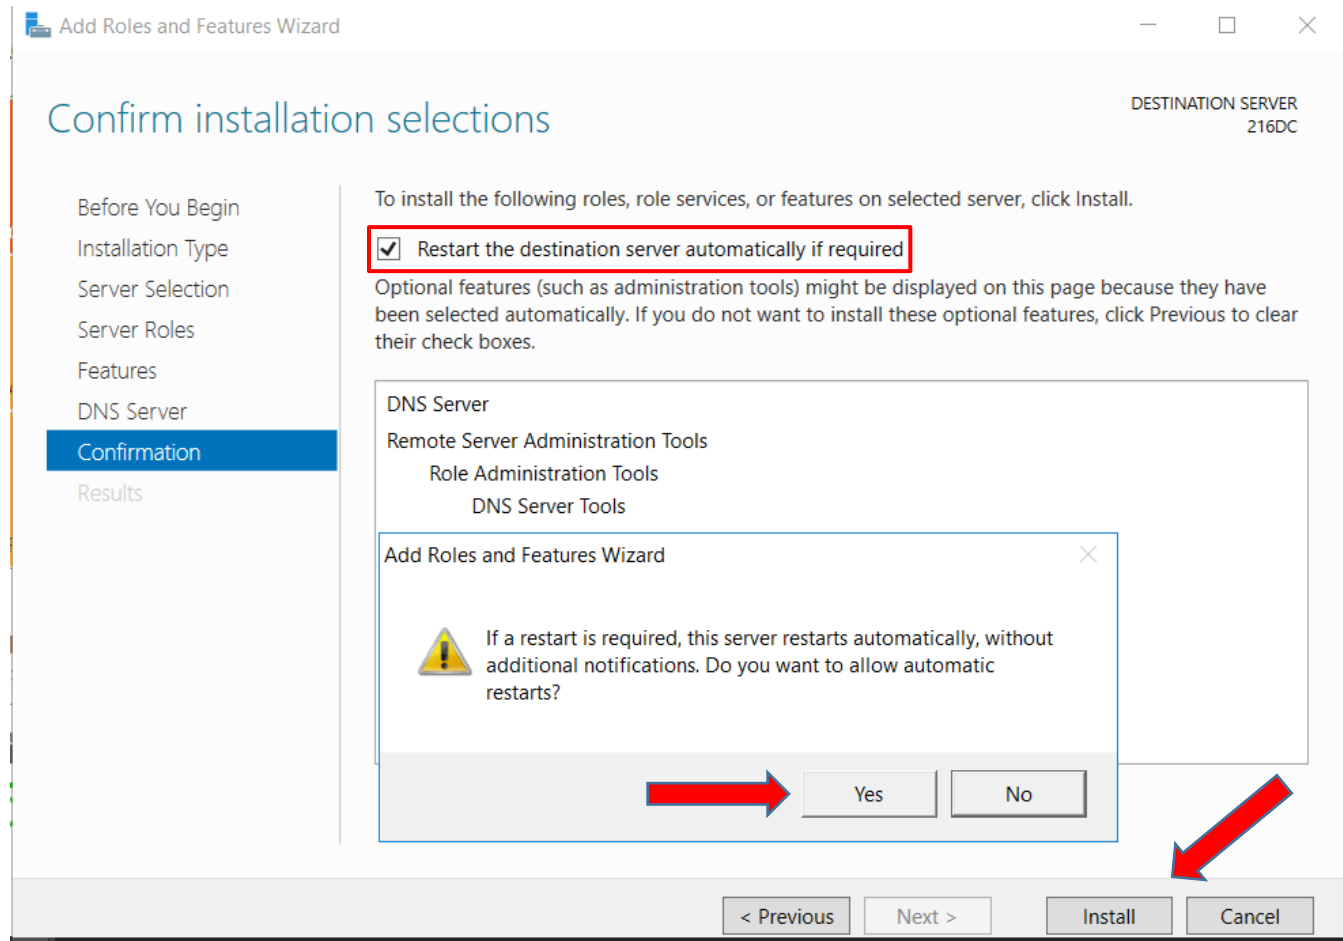 Add Roles and Features Wizard
Confirm installation selections
DESTINATION SERVER
216DC
Before You Begin
Installation Type
Server Selection
Server Roles
Features
DNS Server
Confirmation
Results
To install the following roles, role services, or features on selected server, click Install.
Restart the destination server automatically if required
Optional features (such as administration tools) might be displayed on this page because they have
been selected automatically. If you do not want to install these optional features, click Previous to clear
their check boxes.
DNS Server
Remote Server Administration Tools
Role Administration Tools
DNS Server Tools
Add Roles and Features Wizard
If a restart is required, this server restarts automatically, without
additional notifications. Do you want to allow automatic
restarts?
Yes
No
< Previous
Next >
Install
Cancel